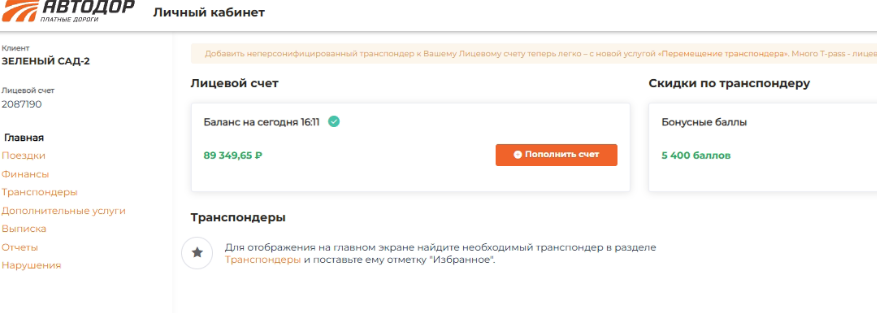 АВТОДОР
ПЛАТНЫЕ ДОРОГИ
Личный кабинет
Клиент
ЗЕЛЕНЫЙ САД-2
Лицевой счет
2087190
Главная
Поездки
Финансы
Транспондеры
Дополнительные услуги
Выписка
Отчеты
Нарушения
Добавить неперсонифицированный транспондер к Вашему Лицевому счету теперь легко – с новой услугой «Перемещение транспондера». Много T-pass - лицев
Лицевой счет
Баланс на сегодня 16:11
89 349,65 ₽
Пополнить счет
Скидки по транспондеру
Бонусные баллы
5 400 баллов
Транспондеры
Для отображения на главном экране найдите необходимый транспондер в разделе
Транспондеры и поставьте ему отметку "Избранное".